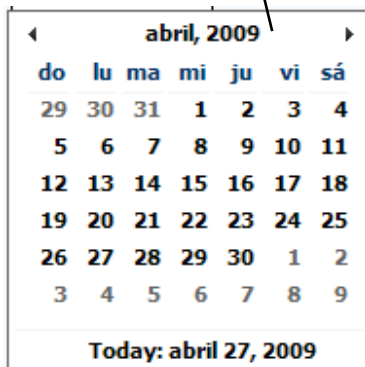 abril, 2009
do lu ma mi ju vi sá
29 30 31 1 2 3 4
5 6 7 8 9 10 11
12 13 14 15 16 17 18
19 20 21 22 23 24 25
26 27 28 29 30 1 2
3 4 5 6 7 8 9
Today: abril 27, 2009